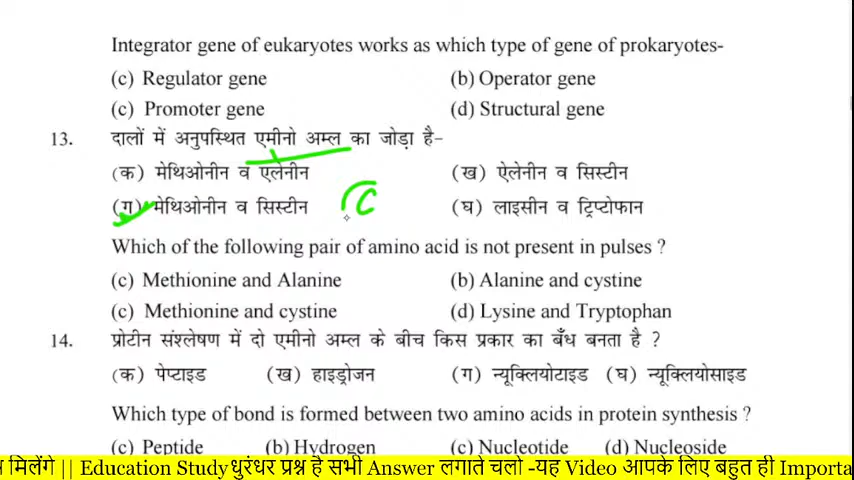 Integrator gene of eukaryotes works as which type of gene of prokaryotes-
(c) Regulator gene (b) Operator gene
(c) Promoter gene (d) Structural gene
13. दालों में अनुपस्थित एमीनो अम्ल का जोड़ा है-
(क) मेथिओनीन व एलेनीन (ख) ऐलेनीन व सिस्टीन
(ग) मेथिओनीन व सिस्टीन (C (घ) लाइसीन व ट्रिप्टोफान
Which of the following pair of amino acid is not present in pulses ?
(c) Methionine and Alanine (b) Alanine and cystine
(c) Methionine and cystine (d) Lysine and Tryptophan
14. प्रोटीन संश्लेषण में दो एमीनो अम्ल के बीच किस प्रकार का बँध बनता है ?
(क) पेप्टाइड (ख) हाइड्रोजन (ग) न्यूक्लियोटाइड (घ) न्यूक्लियोसाइड
Which type of bond is formed between two amino acids in protein synthesis ?
(c) Peptide (b) Hydrogen (c) Nucleotide (d) Nucleoside
मिलेंगे || Education Studyधुरंधर प्रश्न है सभी Answer लगाते चलो -यह Video आपके लिए बहुत ही Importa